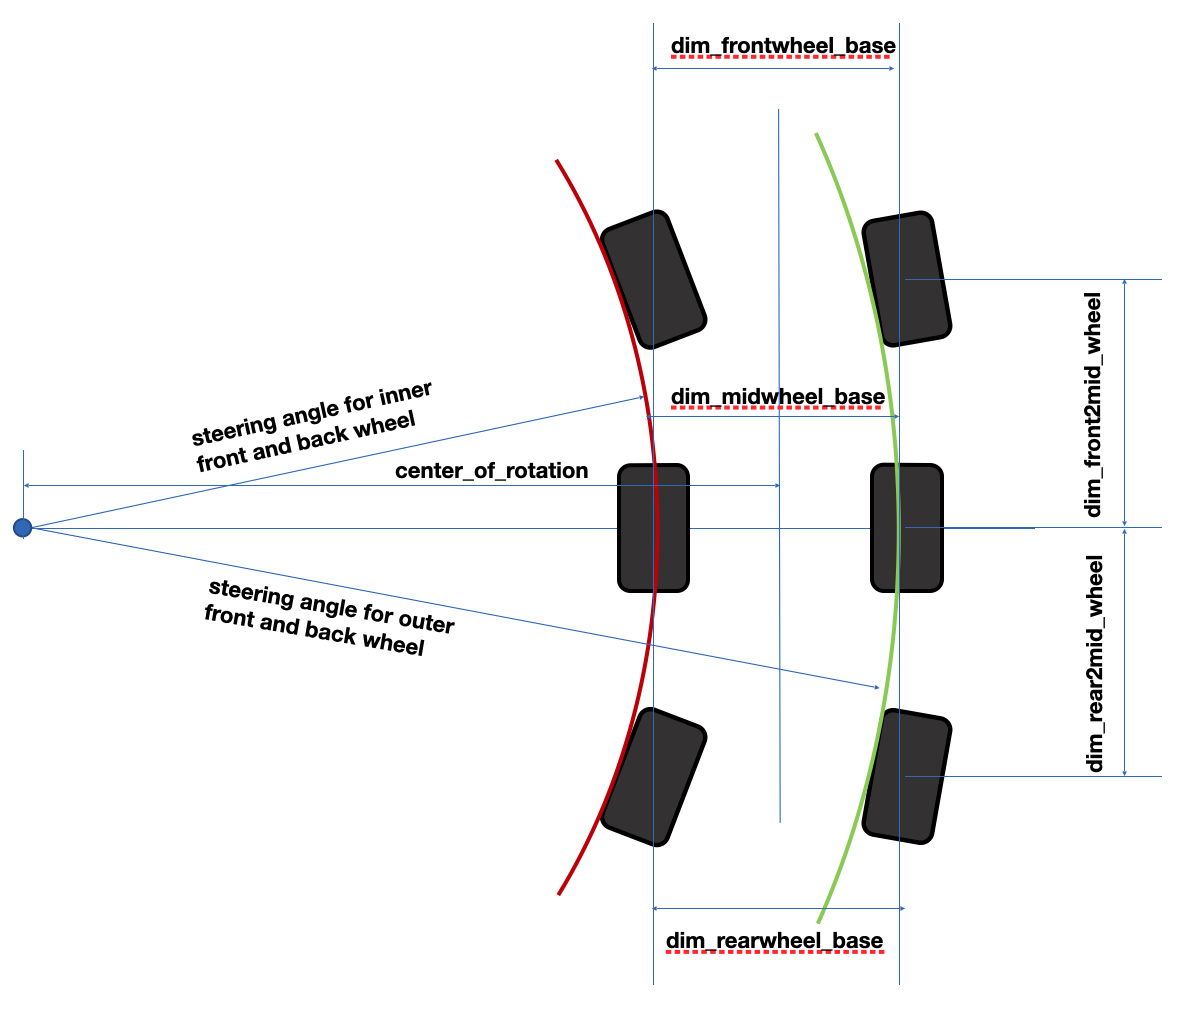 dim_frontwheel_base
steering angle for inner
front and back wheel
dim_midwheel_base
dim_front2mid_wheel
center_of_rotation
steering angle for outer
front and back wheel
dim_rear2mid_wheel
dim_rearwheel_base